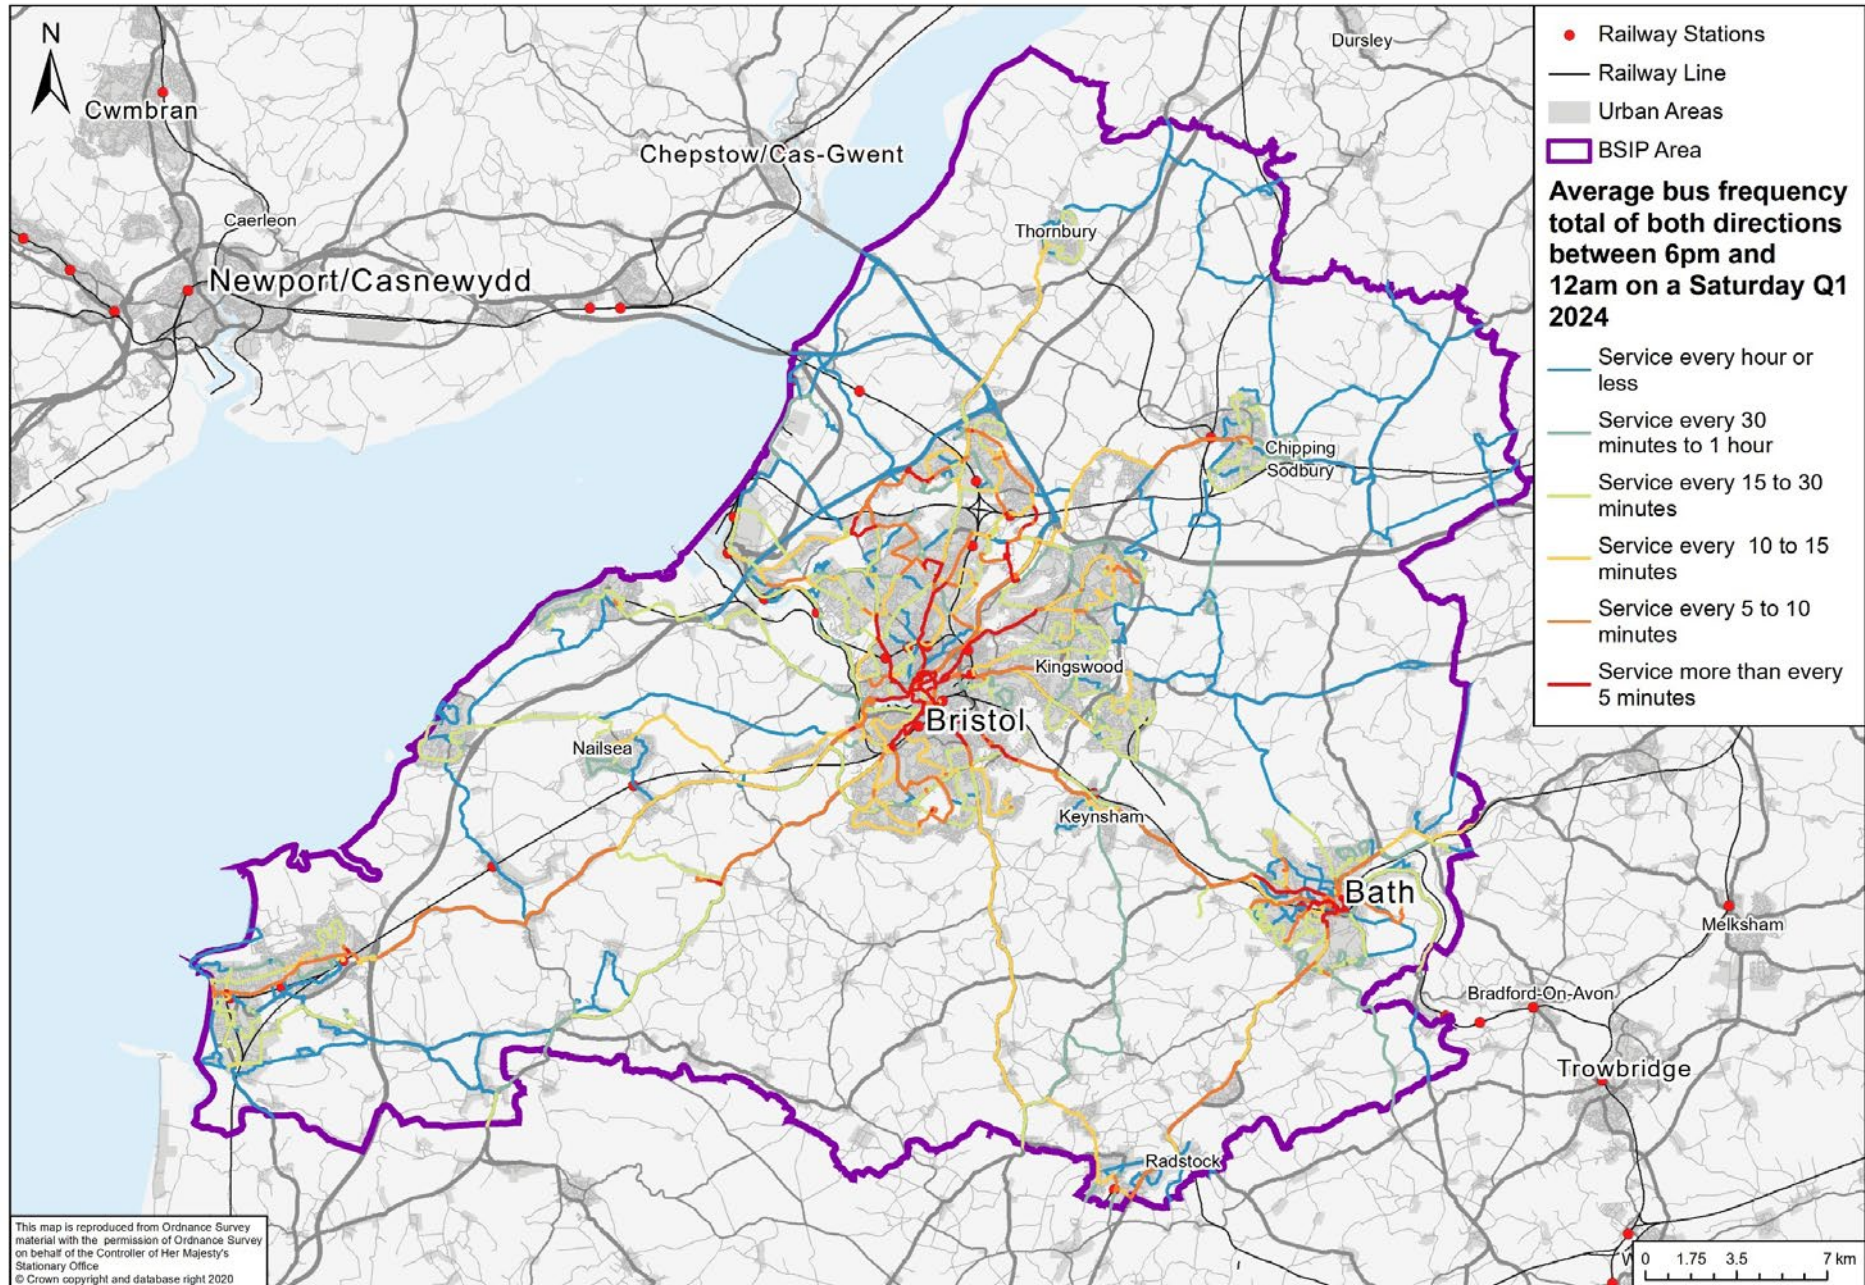 N
Cwmbran
Dursley
Chepstow/Cas-Gwent
Caerleon
Thornbury
Newport/Casnewydd
Chipping
Sodbury
Kingswood
Bristol
Nailsea
Keynsham
Bath
Melksham
Bradford-On-Avon
Trowbridge
Radstock
Railway Stations
Railway Line
Urban Areas
BSIP Area
Average bus frequency
total of both directions
between 6pm and
12am on a Saturday Q1
2024
Service every hour or
less
Service every 30
minutes to 1 hour
Service every 15 to 30
minutes
Service every 10 to 15
minutes
Service every 5 to 10
minutes
Service more than every
5 minutes
This map is reproduced from Ordnance Survey
material with the permission of Ordnance Survey
on behalf of the Controller of Her Majesty's
Stationary Office
© Crown copyright and database right 2020
0 1.75 3.5 7 km